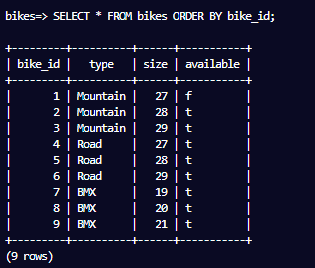 bikes=> SELECT * FROM bikes ORDER BY bike_id;
+---------+----------+------+-----------+
| bike_id |   type   | size | available |
+---------+----------+------+-----------+
|       1 | Mountain |   27 | f         |
|       2 | Mountain |   28 | t         |
|       3 | Mountain |   29 | t         |
|       4 | Road     |   27 | t         |
|       5 | Road     |   28 | t         |
|       6 | Road     |   29 | t         |
|       7 | BMX      |   19 | t         |
|       8 | BMX      |   20 | t         |
|       9 | BMX      |   21 | t         |
+---------+----------+------+-----------+
(9 rows)